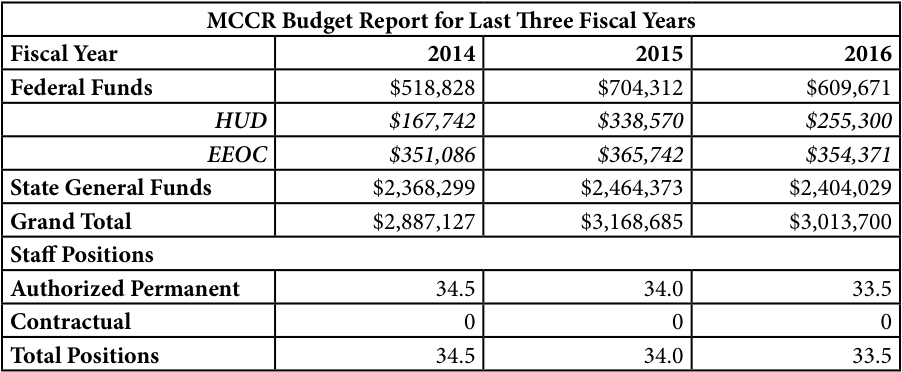 MCCR Budget Report for Last Three Fiscal Years
Fiscal Year 2014 2015 2016
Federal Funds $518,828 $704,312 $609,671
HUD $167,742 $338,570 $255,300
EEOC $351,086 $365,742 $354,371
State General Funds $2,368,299 $2,464,373 $2,404,029
Grand Total $2,887,127 $3,168,685 $3,013,700
Staff Positions
Authorized Permanent 34.5 34.0 33.5
Contractual 0 0 0
Total Positions 34.5 34.0 33.5